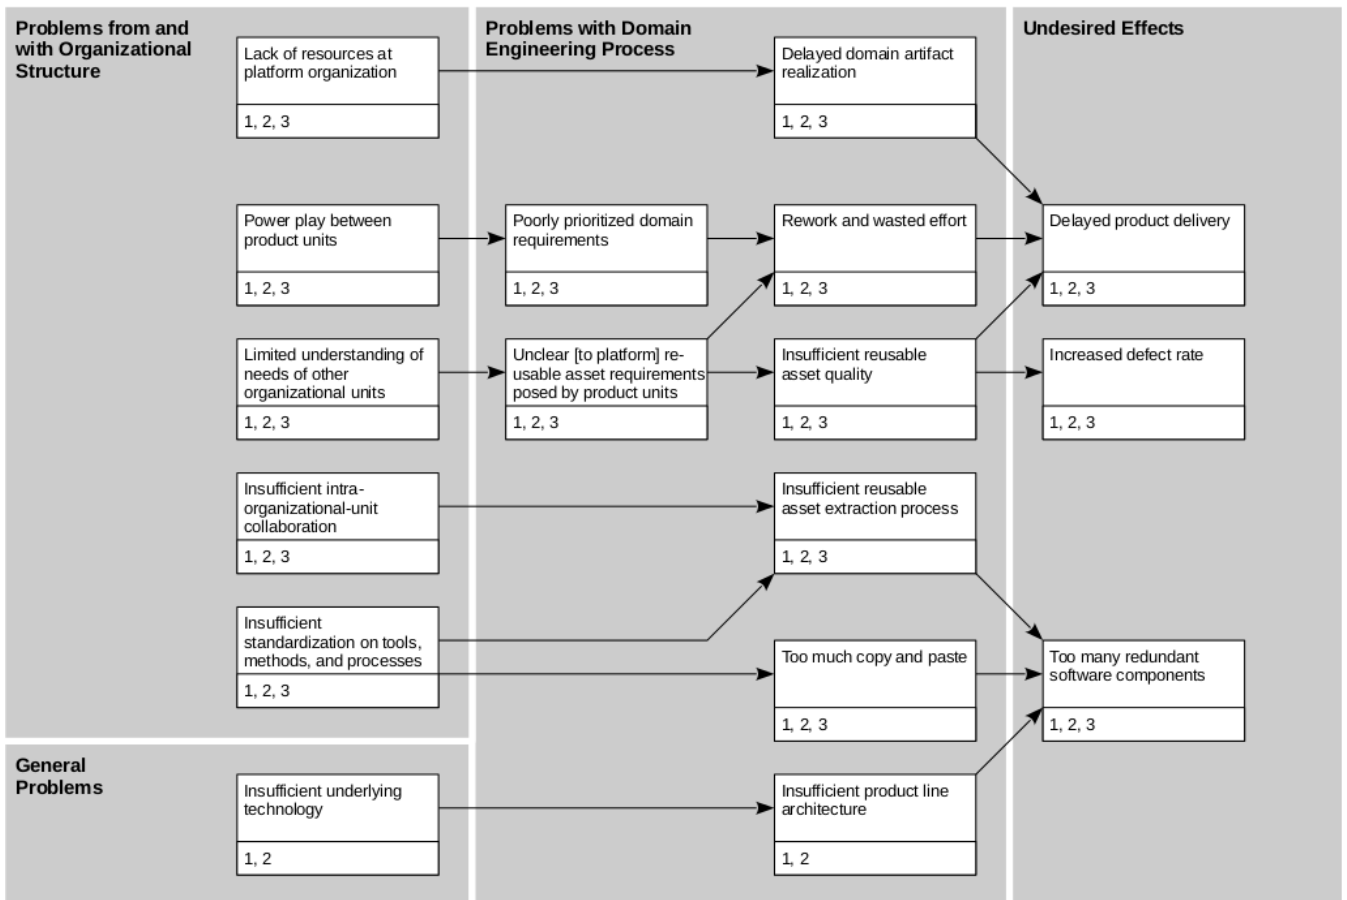 Problems from and
with Organizational
Structure
Lack of resources at
platform organization
1, 2, 3
Power play between
product units
1, 2, 3
Limited understanding of
needs of other
organizational units
1, 2, 3
Insufficient intra-
organizational-unit
collaboration
1, 2, 3
Insufficient
standardization on tools,
methods, and processes
1, 2, 3
General
Problems
Insufficient underlying
technology
1, 2
Problems with Domain
Engineering Process
Poorly prioritized domain
requirements
1, 2, 3
Unclear [to platform] re-
usable asset requirements
posed by product units
1, 2, 3
Delayed domain artifact
realization
1, 2, 3
Rework and wasted effort
1, 2, 3
Insufficient reusable
asset quality
1, 2, 3
Insufficient reusable
asset extraction process
1, 2, 3
Too much copy and paste
1, 2, 3
Insufficient product line
architecture
1, 2
Undesired Effects
Delayed product delivery
1, 2, 3
Increased defect rate
1, 2, 3
Too many redundant
software components
1, 2, 3